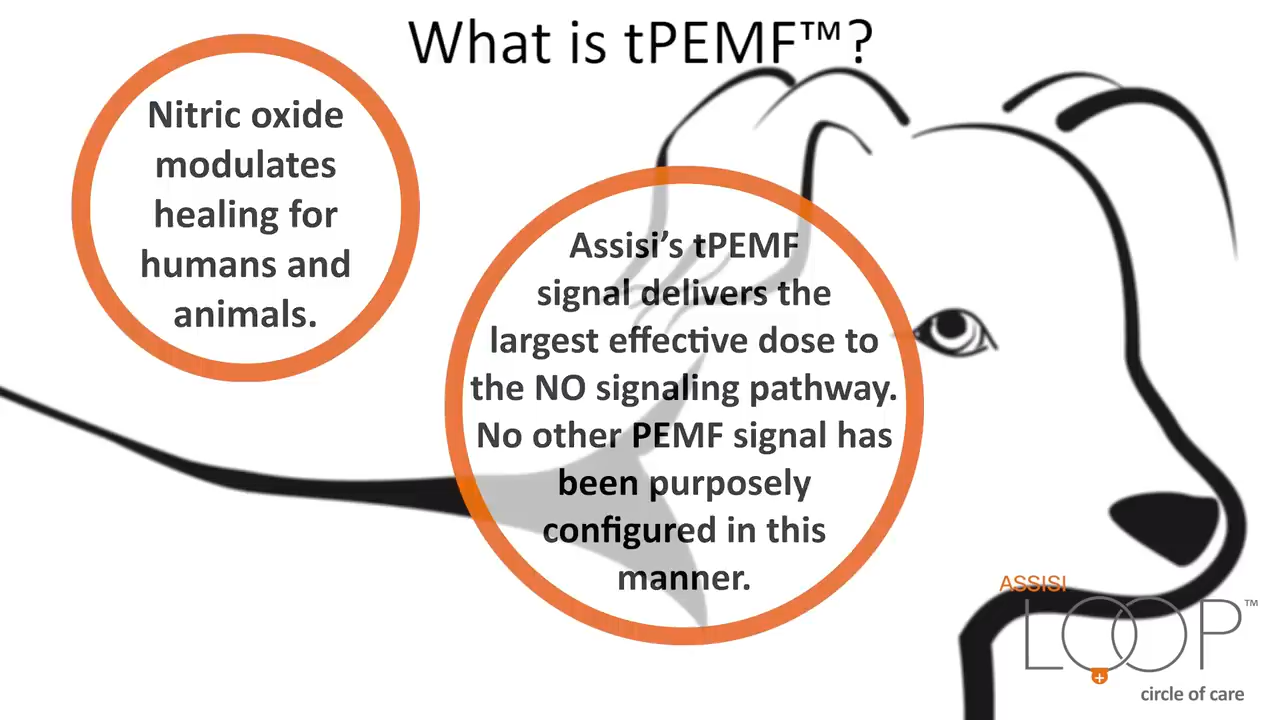 What is tPEMF™?
Nitric oxide
modulates
healing for
humans and
animals.
Assisi’s tPEMF
signal delivers the
largest effective dose to
the NO signaling pathway.
No other PEMF signal has
been purposely
configured in this
manner.
ASSISI
LOOP™
circle of care